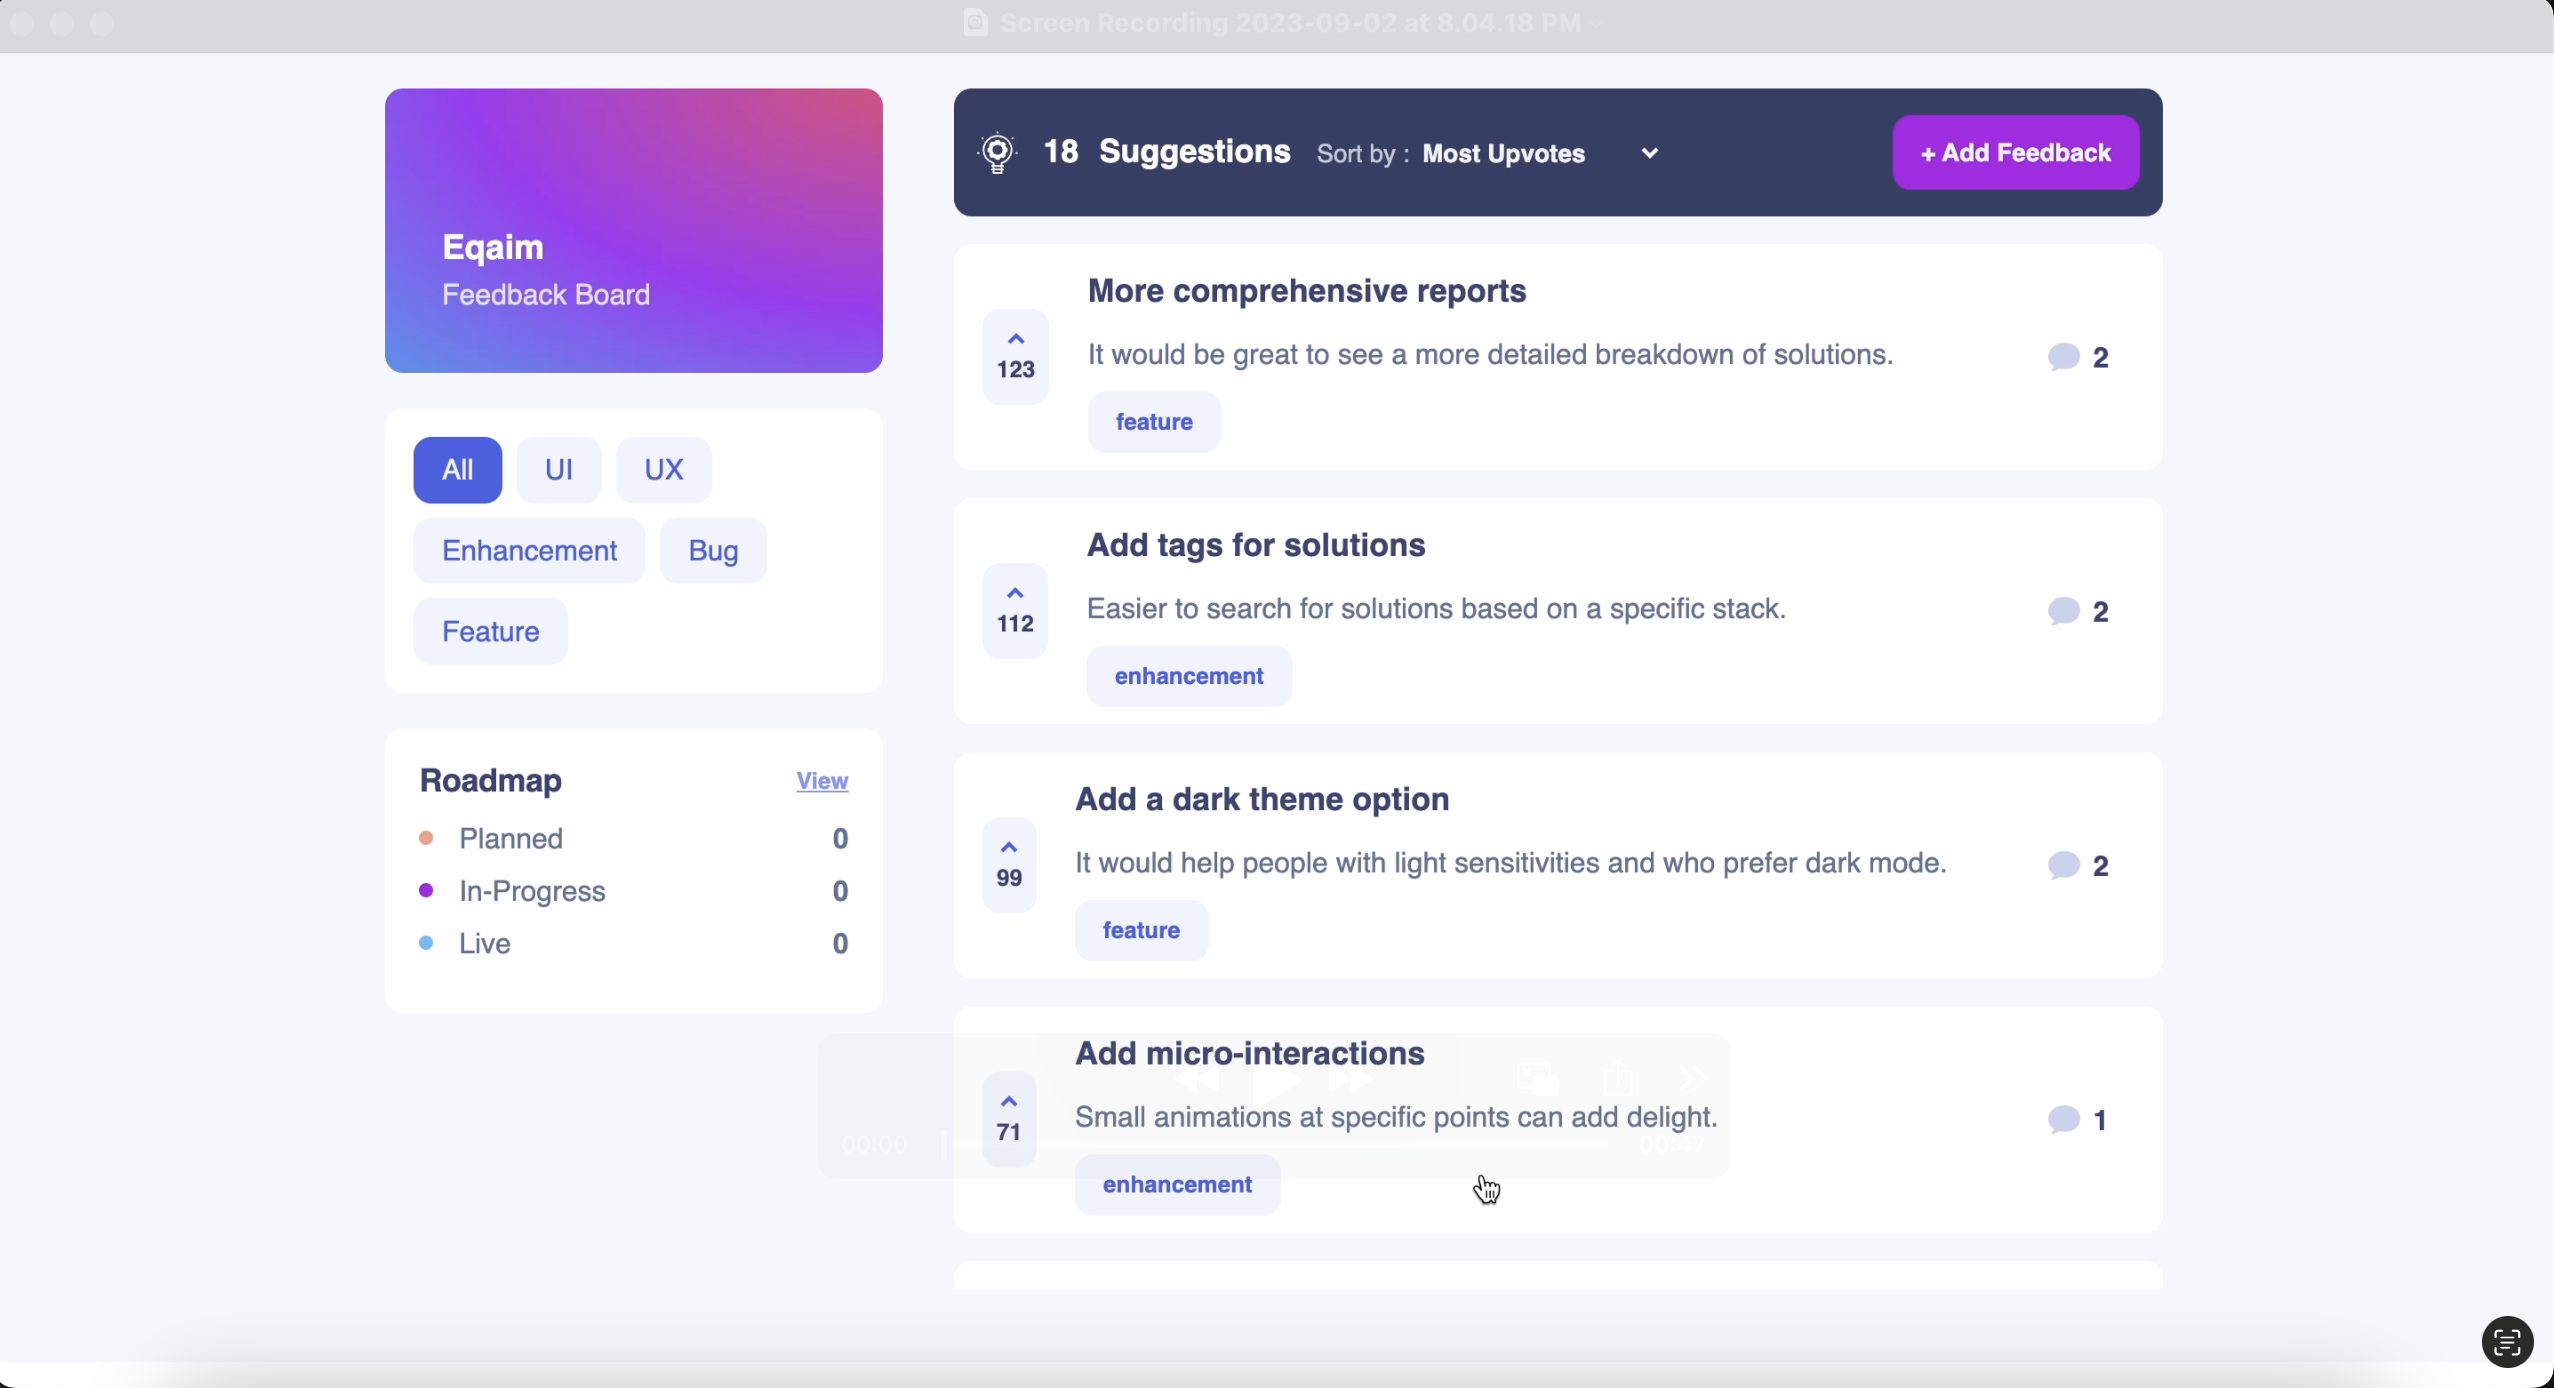 Screen Recording 2023-09-02 at 8.04.18 PM
Eqaim
Feedback Board
All
UI
UX
Enhancement
Bug
Feature
Roadmap
View
Planned 0
In-Progress 0
Live 0
18 Suggestions Sort by : Most Upvotes
+ Add Feedback
More comprehensive reports
123
It would be great to see a more detailed breakdown of solutions.
2
feature
Add tags for solutions
112
Easier to search for solutions based on a specific stack.
2
enhancement
Add a dark theme option
99
It would help people with light sensitivities and who prefer dark mode.
2
feature
Add micro-interactions
71
Small animations at specific points can add delight.
1
00:00
00:47
enhancement